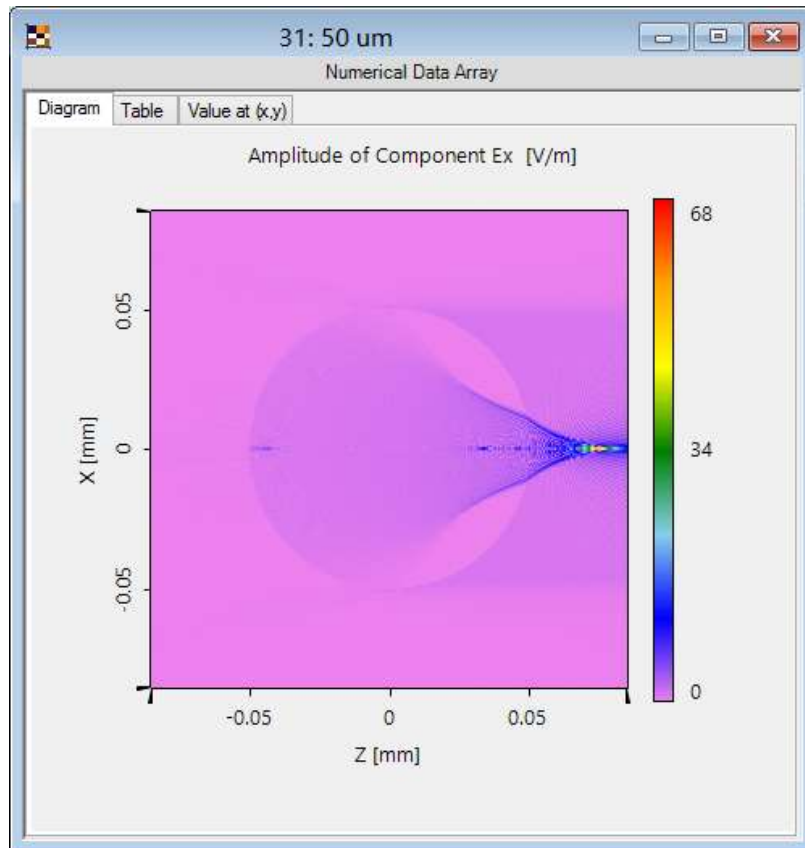 31: 50 um
Numerical Data Array
Diagram Table Value at (x,y)
Amplitude of Component Ex [V/m]
68
34
0
X [mm]
0.05
0
-0.05
-0.05 0 0.05
Z [mm]